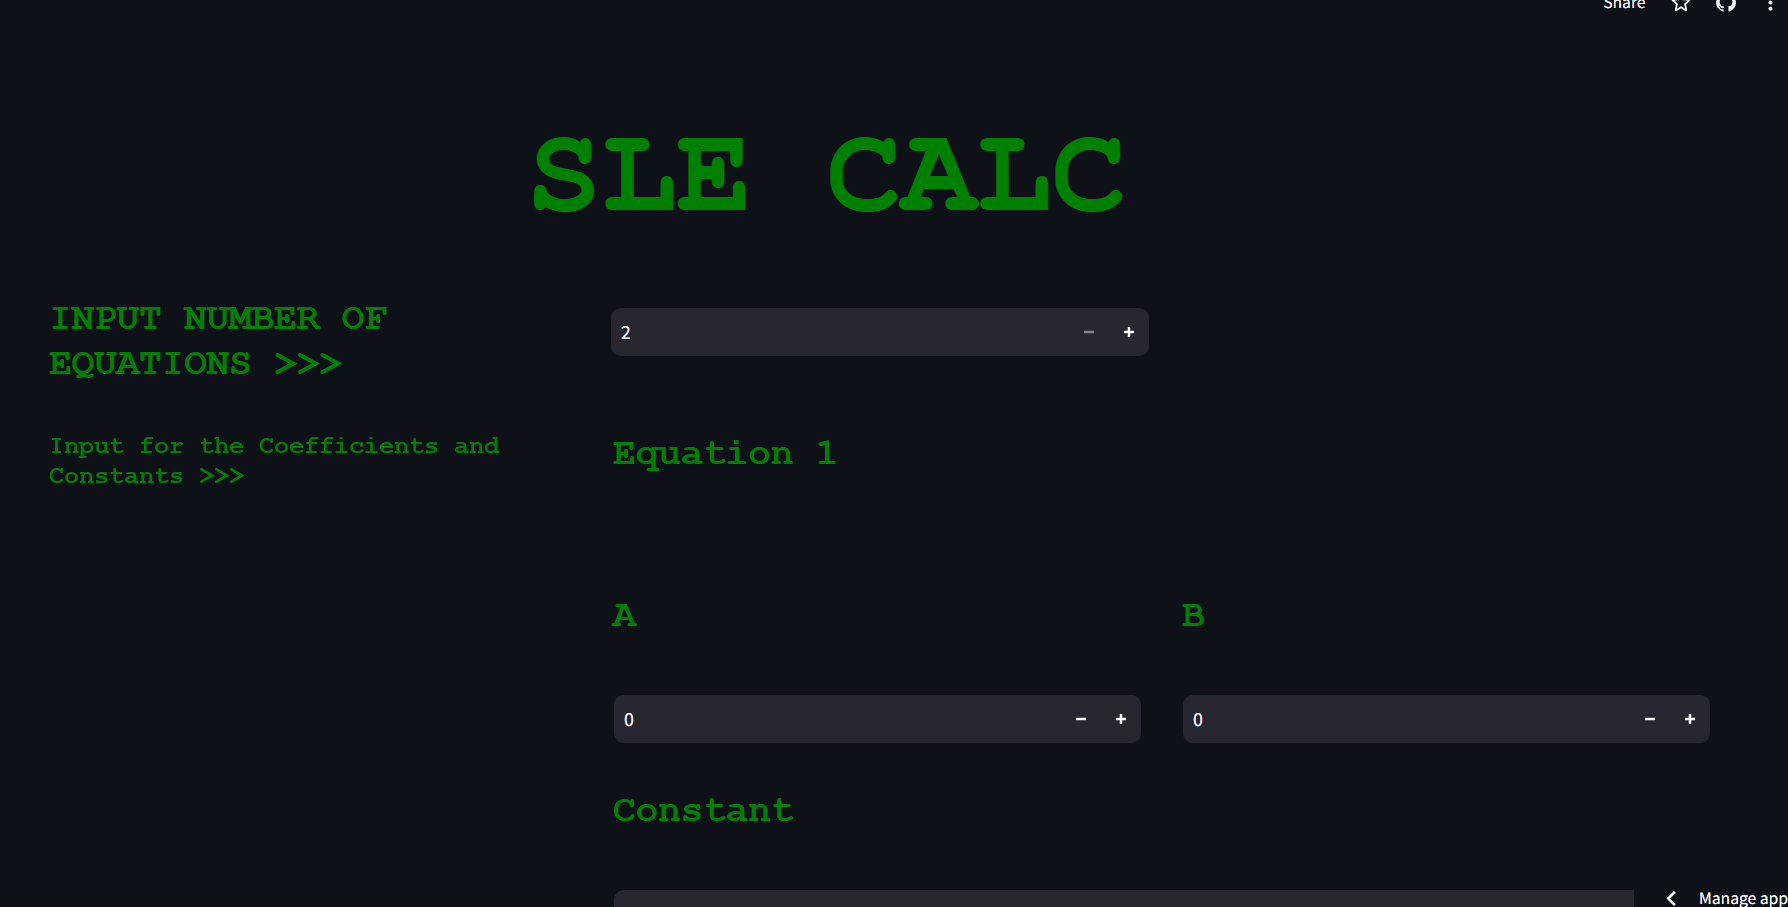 Share
SLE CALC
INPUT NUMBER OF
EQUATIONS >>>
2
Input for the Coefficients and
Constants >>>
Equation 1
A
B
0
0
Constant
Manage app